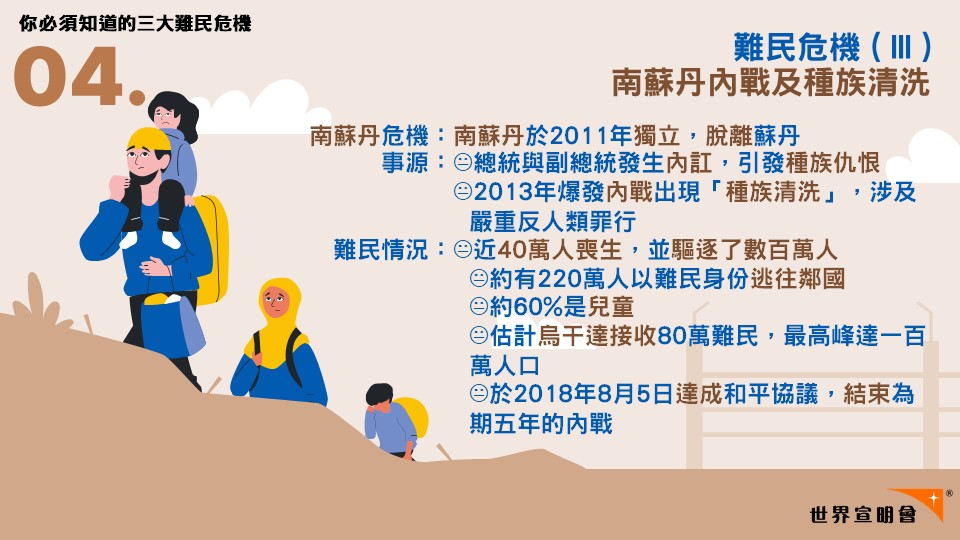 你必須知道的三大難民危機
04.
難民危機（III）
南蘇丹內戰及種族清洗
南蘇丹危機：南蘇丹於2011年獨立，脫離蘇丹
事源：😐總統與副總統發生內訌，引發種族仇恨
😐2013年爆發內戰出現「種族清洗」，涉及
嚴重反人類罪行
難民情況：😐近40萬人喪生，並驅逐了數百萬人
😐約有220萬人以難民身份逃往鄰國
😐約60%是兒童
😐估計烏干達接收80萬難民，最高峰達一百
萬人口
😐於2018年8月5日達成和平協議，結束為
期五年的內戰
世界宣明會®